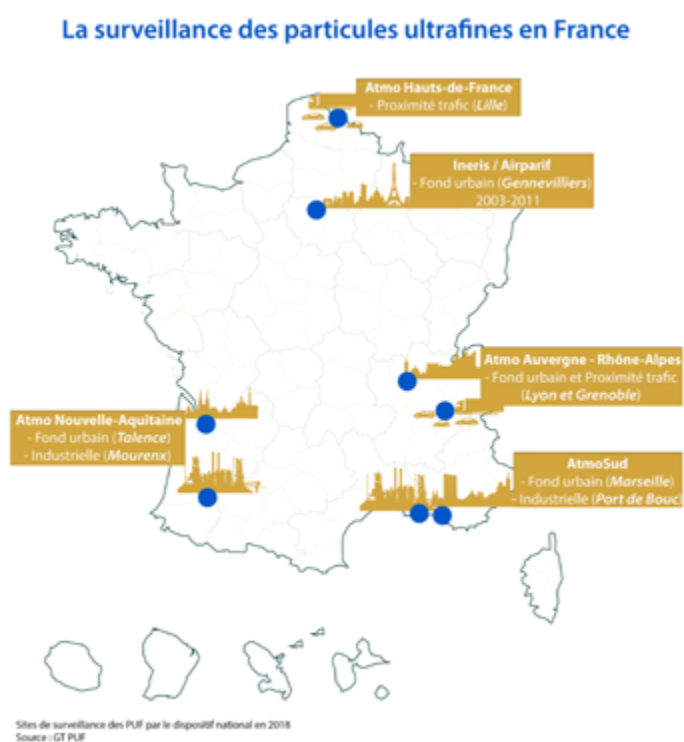 La surveillance des particules ultrafines en France
Atmo Hauts-de-France
- Proximité trafic (Lille)
Ineris / Airparif
- Fond urbain (Gennevilliers)
2003-2011
Atmo Auvergne - Rhône-Alpes
- Fond urbain et Proximité trafic
(Lyon et Grenoble)
Atmo Nouvelle-Aquitaine
- Fond urbain (Talence)
- Industrielle (Mourenx)
AtmoSud
- Fond urbain (Marseille)
- Industrielle (Port de Bouc)
Sites de surveillance des PUF par le dispositif national en 2018
Source : GT PUF